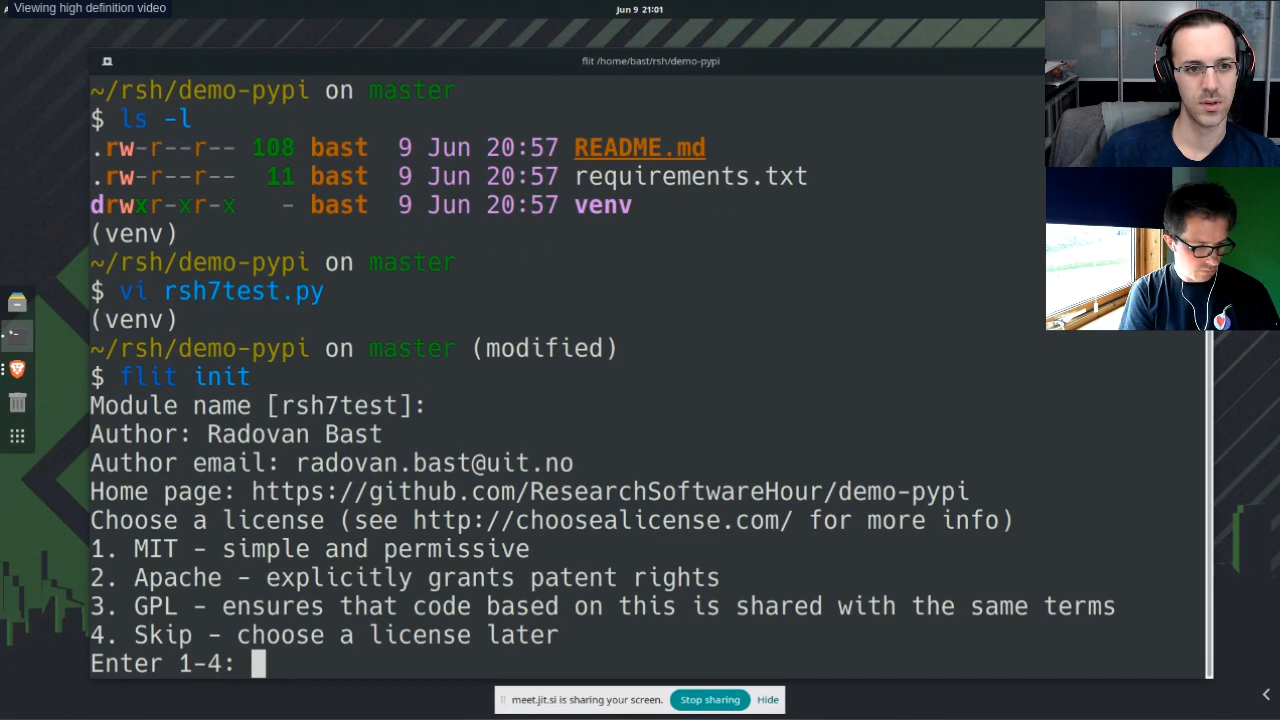 Viewing high definition video
Jun 9 21:01
flit /home/bast/rsh/demo-pypi
~/rsh/demo-pypi on master
$ ls -l
.rw-r--r-- 108 bast 9 Jun 20:57 README.md
.rw-r--r-- 11 bast 9 Jun 20:57 requirements.txt
drwxr-xr-x - bast 9 Jun 20:57 venv
(venv)
~/rsh/demo-pypi on master
$ vi rsh7test.py
(venv)
~/rsh/demo-pypi on master (modified)
$ flit init
Module name [rsh7test]:
Author: Radovan Bast
Author email: radovan.bast@uit.no
Home page: https://github.com/ResearchSoftwareHour/demo-pypi
Choose a license (see http://choosealicense.com/ for more info)
1. MIT - simple and permissive
2. Apache - explicitly grants patent rights
3. GPL - ensures that code based on this is shared with the same terms
4. Skip - choose a license later
Enter 1-4:
meet.jit.si is sharing your screen. Stop sharing Hide